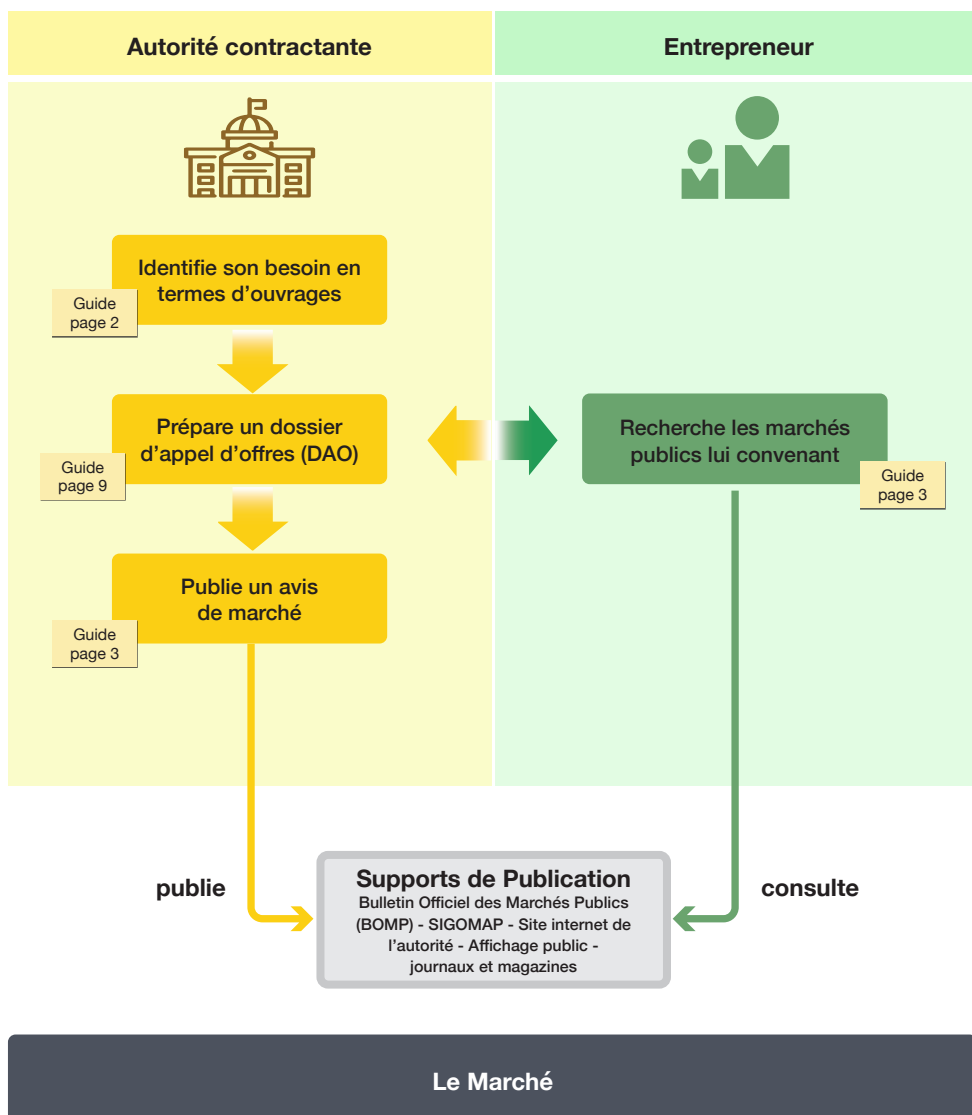 Autorité contractante
Entrepreneur
Identifie son besoin en
termes d'ouvrages
Guide
page 2
Prépare un dossier
d'appel d'offres (DAO)
Guide
page 9
Recherche les marchés
publics lui convenant
Guide
page 3
Publie un avis
de marché
Guide
page 3
publie
Supports de Publication
Bulletin Officiel des Marchés Publics
(BOMP) - SIGOMAP - Site internet de
l'autorité - Affichage public -
journaux et magazines
consulte
Le Marché